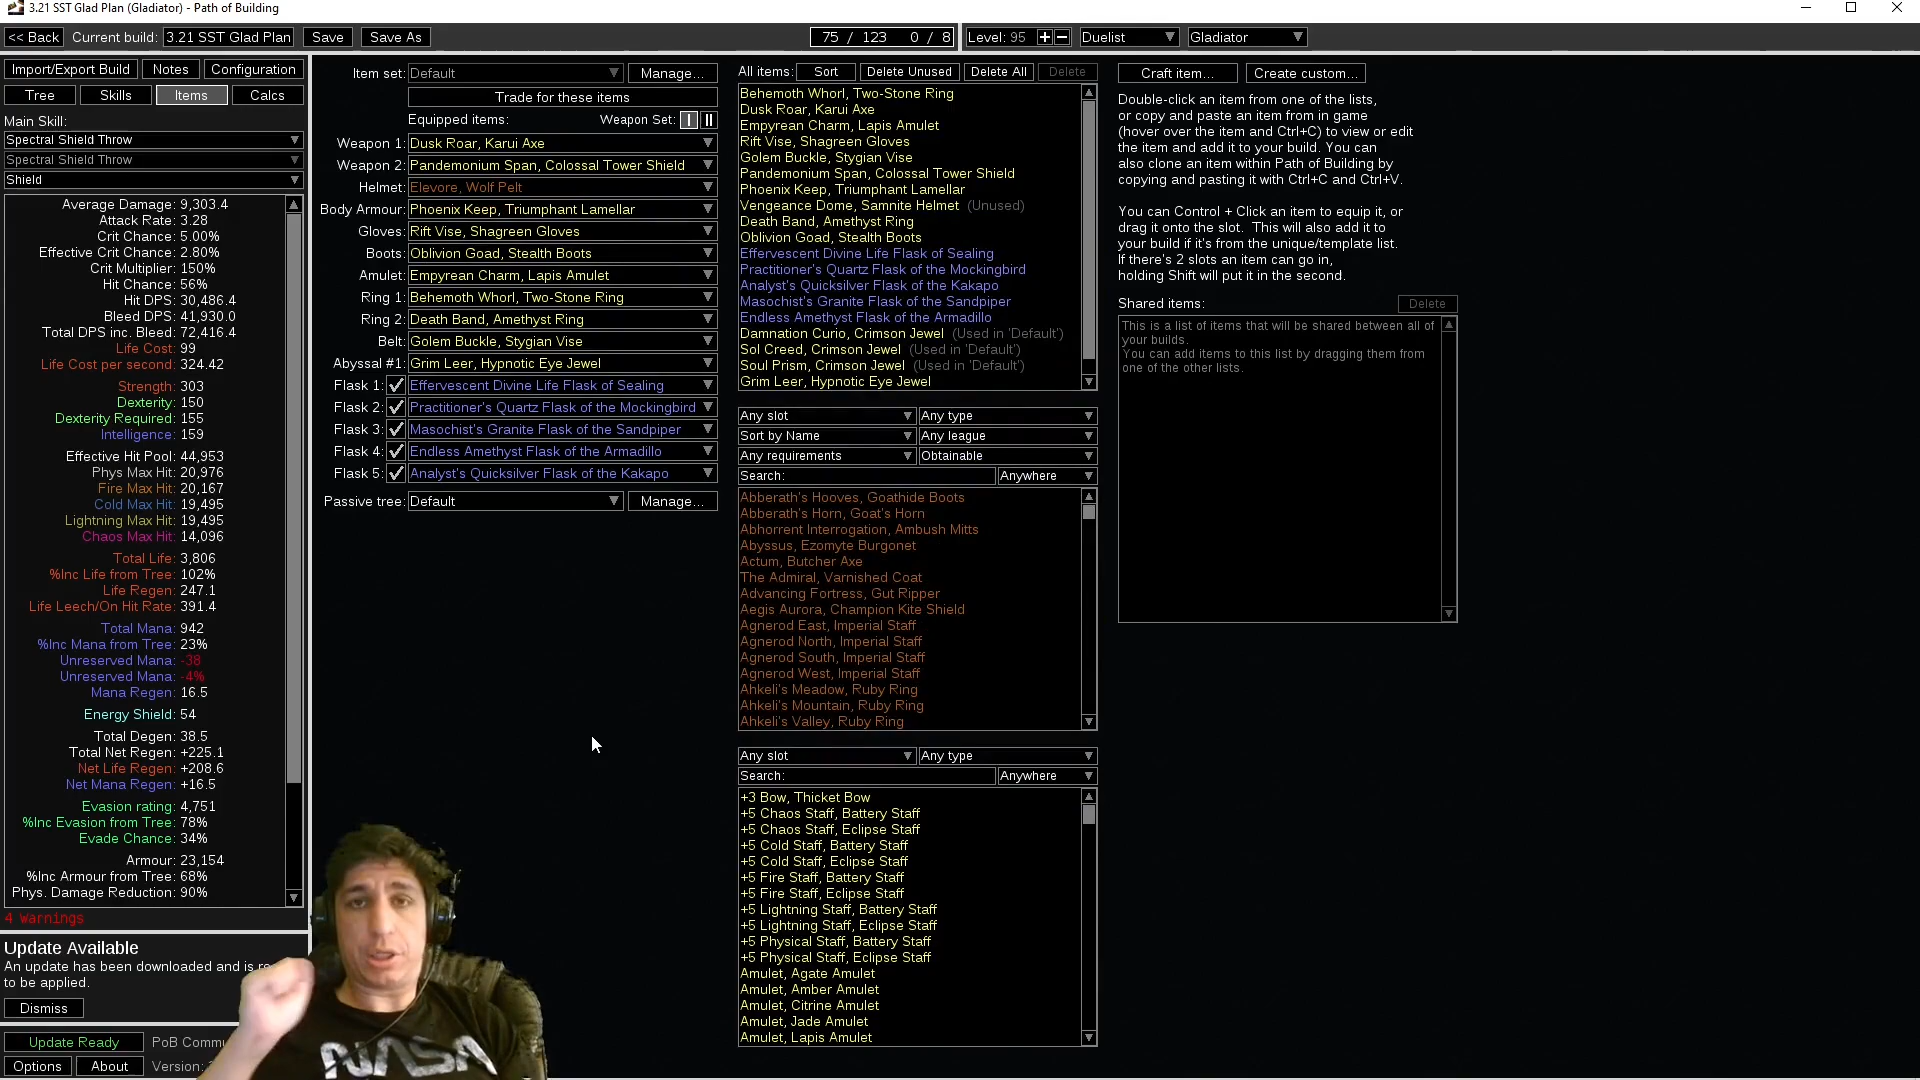 3.21 SST Glad Plan (Gladiator) - Path of Building
<< Back Current build: 3.21 SST Glad Plan Save Save As 75 / 123 0 / 8 Level: 95 + - Duelist Gladiator
Import/Export Build Notes Configuration
Tree Skills Items Calcs
Main Skill:
Spectral Shield Throw
Spectral Shield Throw
Shield
Average Damage: 9,303.4
Attack Rate: 3.28
Crit Chance: 5.00%
Effective Crit Chance: 2.80%
Crit Multiplier: 150%
Hit Chance: 56%
Hit DPS: 30,486.4
Bleed DPS: 41,930.0
Total DPS inc. Bleed: 72,416.4
Life Cost: 99
Life Cost per second: 324.42
Strength: 303
Dexterity: 150
Dexterity Required: 155
Intelligence: 159
Effective Hit Pool: 44,953
Phys Max Hit: 20,976
Fire Max Hit: 20,167
Cold Max Hit: 19,495
Lightning Max Hit: 19,495
Chaos Max Hit: 14,096
Total Life: 3,806
%Inc Life from Tree: 102%
Life Regen: 247.1
Life Leech/On Hit Rate: 391.4
Total Mana: 942
%Inc Mana from Tree: 23%
Unreserved Mana: -38
Unreserved Mana: -4%
Mana Regen: 16.5
Energy Shield: 54
Total Degen: 38.5
Total Net Regen: +225.1
Net Life Regen: +208.6
Net Mana Regen: +16.5
Evasion rating: 4,751
%Inc Evasion from Tree: 78%
Evade Chance: 34%
Armour: 23,154
%Inc Armour from Tree: 68%
Phys. Damage Reduction: 90%
4 Warnings
Update Available
An update has been downloaded and is
to be applied.
Dismiss
Update Ready PoB
Options About Version:
Item set: Default Manage...
Trade for these items
Equipped items: Weapon Set: I II
Weapon 1: Dusk Roar, Karui Axe
Weapon 2: Pandemonium Span, Colossal Tower Shield
Helmet: Elevore, Wolf Pelt
Body Armour: Phoenix Keep, Triumphant Lamellar
Gloves: Rift Vise, Shagreen Gloves
Boots: Oblivion Goad, Stealth Boots
Amulet: Empyrean Charm, Lapis Amulet
Ring 1: Behemoth Whorl, Two-Stone Ring
Ring 2: Death Band, Amethyst Ring
Belt: Golem Buckle, Stygian Vise
Abyssal #1: Grim Leer, Hypnotic Eye Jewel
Flask 1: Effervescent Divine Life Flask of Sealing
Flask 2: Practitioner's Quartz Flask of the Mockingbird
Flask 3: Masochist's Granite Flask of the Sandpiper
Flask 4: Endless Amethyst Flask of the Armadillo
Flask 5: Analyst's Quicksilver Flask of the Kakapo
Passive tree: Default Manage...
All items: Sort Delete Unused Delete All Delete
Behemoth Whorl, Two-Stone Ring
Dusk Roar, Karui Axe
Empyrean Charm, Lapis Amulet
Rift Vise, Shagreen Gloves
Golem Buckle, Stygian Vise
Pandemonium Span, Colossal Tower Shield
Phoenix Keep, Triumphant Lamellar
Vengeance Dome, Samnite Helmet (Unused)
Death Band, Amethyst Ring
Oblivion Goad, Stealth Boots
Effervescent Divine Life Flask of Sealing
Practitioner's Quartz Flask of the Mockingbird
Analyst's Quicksilver Flask of the Kakapo
Masochist's Granite Flask of the Sandpiper
Endless Amethyst Flask of the Armadillo
Damnation Curio, Crimson Jewel (Used in 'Default')
Sol Creed, Crimson Jewel (Used in 'Default')
Soul Prism, Crimson Jewel (Used in 'Default')
Grim Leer, Hypnotic Eye Jewel
Any slot Any type
Sort by Name Any league
Any requirements Obtainable
Search: Anywhere
Abberath's Hooves, Goathide Boots
Abberath's Horn, Goat's Horn
Abhorrent Interrogation, Ambush Mitts
Abyssus, Ezomyte Burgonet
Actum, Butcher Axe
The Admiral, Varnished Coat
Advancing Fortress, Gut Ripper
Aegis Aurora, Champion Kite Shield
Agnerod East, Imperial Staff
Agnerod North, Imperial Staff
Agnerod South, Imperial Staff
Agnerod West, Imperial Staff
Ahkeli's Meadow, Ruby Ring
Ahkeli's Mountain, Ruby Ring
Ahkeli's Valley, Ruby Ring
Any slot Any type
Search: Anywhere
+3 Bow, Thicket Bow
+5 Chaos Staff, Battery Staff
+5 Chaos Staff, Eclipse Staff
+5 Cold Staff, Battery Staff
+5 Cold Staff, Eclipse Staff
+5 Fire Staff, Battery Staff
+5 Fire Staff, Eclipse Staff
+5 Lightning Staff, Battery Staff
+5 Lightning Staff, Eclipse Staff
+5 Physical Staff, Battery Staff
+5 Physical Staff, Eclipse Staff
Amulet, Agate Amulet
Amulet, Amber Amulet
Amulet, Citrine Amulet
Amulet, Jade Amulet
Amulet, Lapis Amulet
Craft item... Create custom...
Double-click an item from one of the lists,
or copy and paste an item from in game
(hover over the item and Ctrl+C) to view or edit
the item and add it to your build. You can
also clone an item within Path of Building by
copying and pasting it with Ctrl+C and Ctrl+V.
You can Control + Click an item to equip it, or
drag it onto the slot. This will also add it to
your build if it's from the unique/template list.
If there's 2 slots an item can go in,
holding Shift will put it in the second.
Shared items: Delete
This is a list of items that will be shared between all of
your builds.
You can add items to this list by dragging them from
one of the other lists.
NASA